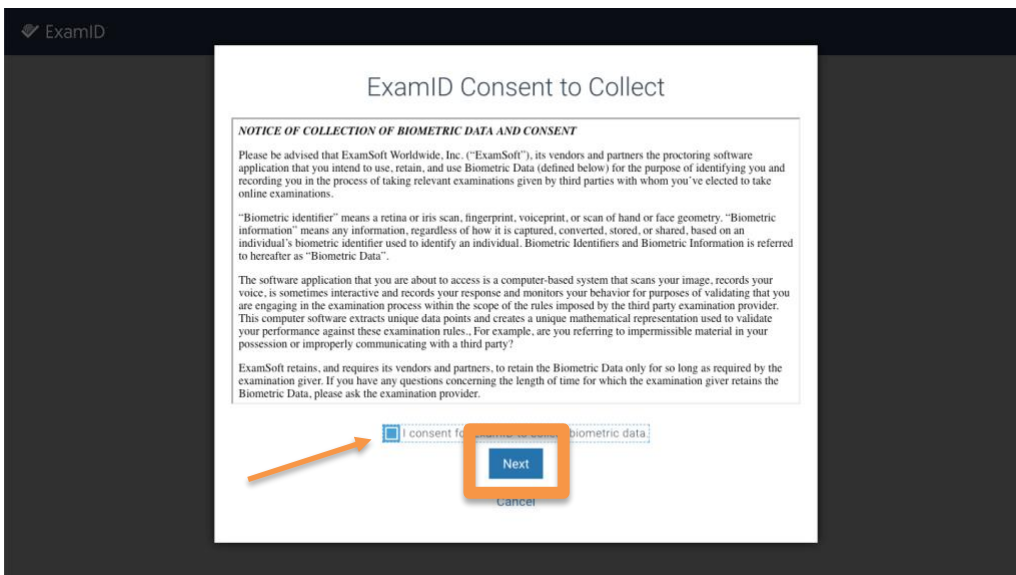 ExamID
ExamID Consent to Collect
NOTICE OF COLLECTION OF BIOMETRIC DATA AND CONSENT
Please be advised that ExamSoft Worldwide, Inc. (“ExamSoft”), its vendors and partners the proctoring software
application that you intend to use, retain, and use Biometric Data (defined below) for the purpose of identifying you and
recording you in the process of taking relevant examinations given by third parties with whom you’ve elected to take
online examinations.
“Biometric identifier” means a retina or iris scan, fingerprint, voiceprint, or scan of hand or face geometry. “Biometric
information” means any information, regardless of how it is captured, converted, stored, or shared, based on an
individual’s biometric identifier used to identify an individual. Biometric Identifiers and Biometric Information is referred
to hereafter as “Biometric Data”.
The software application that you are about to access is a computer-based system that scans your image, records your
voice, is sometimes interactive and records your response and monitors your behavior for purposes of validating that you
are engaging in the examination process within the scope of the rules imposed by the third party examination provider.
This computer software extracts unique data points and creates a unique mathematical representation used to validate
your performance against these examination rules., For example, are you referring to impermissible material in your
possession or improperly communicating with a third party?
ExamSoft retains, and requires its vendors and partners, to retain the Biometric Data only for so long as required by the
examination giver. If you have any questions concerning the length of time for which the examination giver retains the
Biometric Data, please ask the examination provider.
I consent for ExamID to collect biometric data.
Next
Cancel